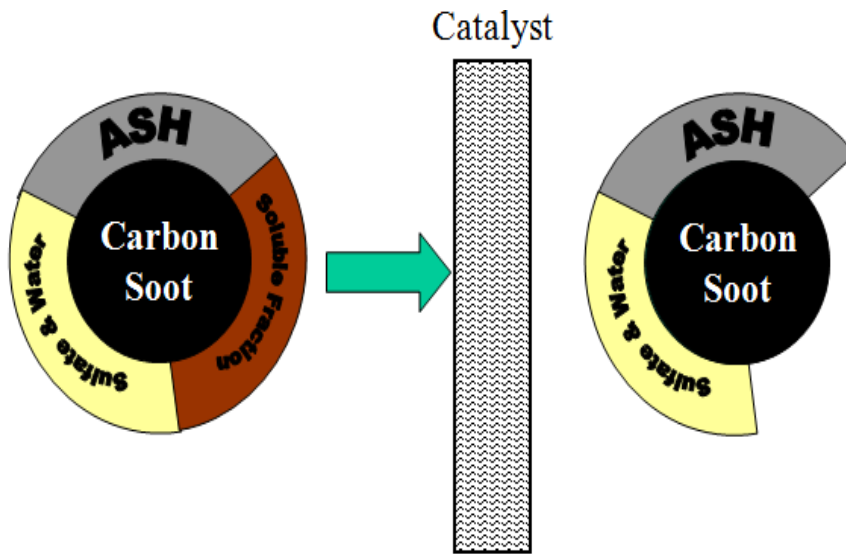 Catalyst
ASH
Carbon
Soot
Soluble Fraction
Sulfate & Water
ASH
Carbon
Soot
Sulfate & Water